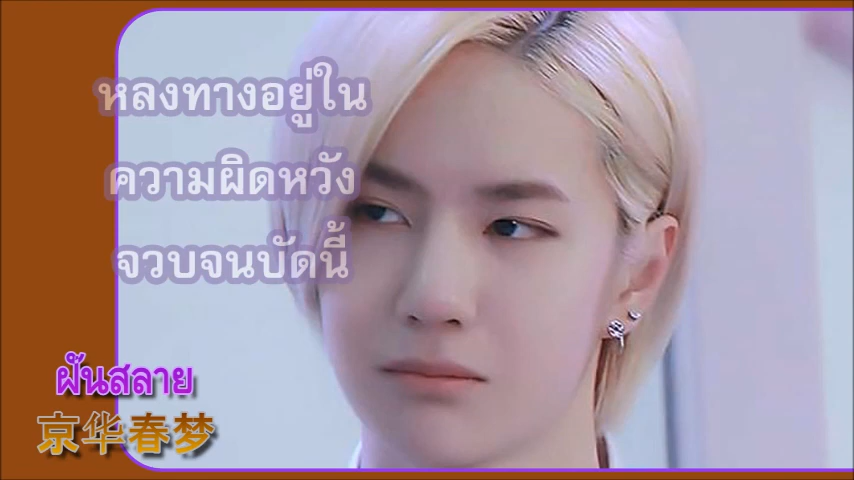 หลงทางอยู่ใน
ความผิดหวัง
จวบจนบัดนี้
ฝันสลาย
京华春梦